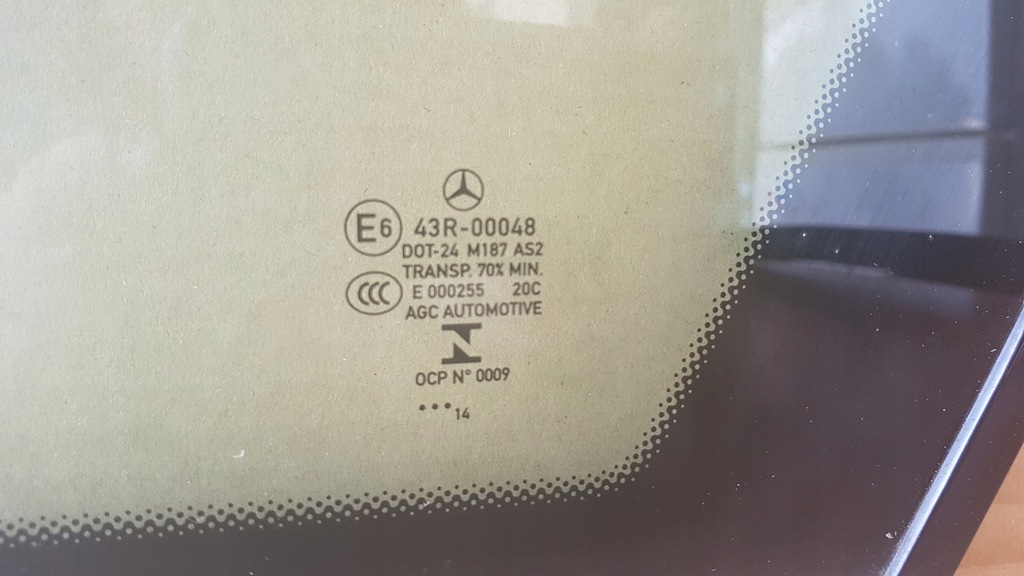 E6 43R-00048
DOT-24 M187 AS2
TRANSP. 70% MIN.
CCC E 000255 20C
AGC AUTOMOTIVE
OCP N° 0009
•••14